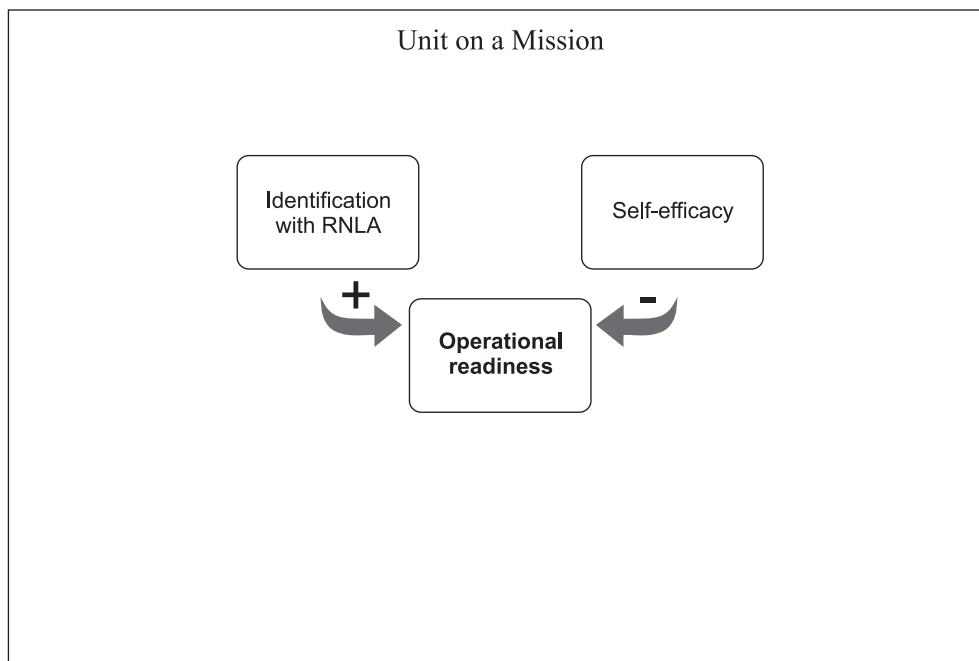 Unit on a Mission
Identification
with RNLA
Self-efficacy
+
-
Operational
readiness